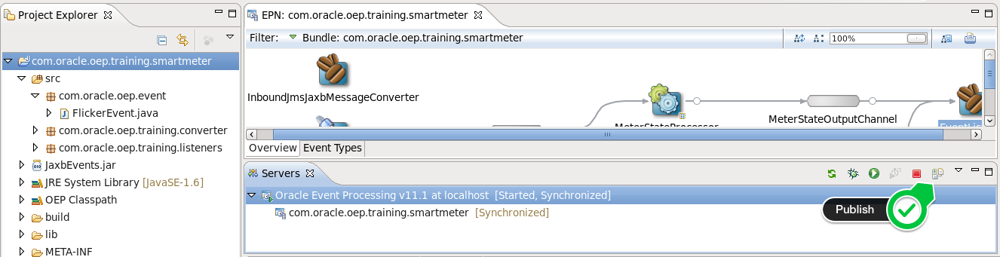 Project Explorer
com.oracle.oep.training.smartmeter
src
com.oracle.oep.event
FlickerEvent.java
com.oracle.oep.training.converter
com.oracle.oep.training.listeners
JaxbEvents.jar
JRE System Library [JavaSE-1.6]
OEP Classpath
build
lib
META-INF
EPN: com.oracle.oep.training.smartmeter
Filter: Bundle: com.oracle.oep.training.smartmeter
100%
InboundJmsJaxbMessageConverter
MeterStateProcessor
MeterStateOutputChannel
EventLis
Overview
Event Types
Servers
Oracle Event Processing v11.1 at localhost [Started, Synchronized]
com.oracle.oep.training.smartmeter [Synchronized]
Publish